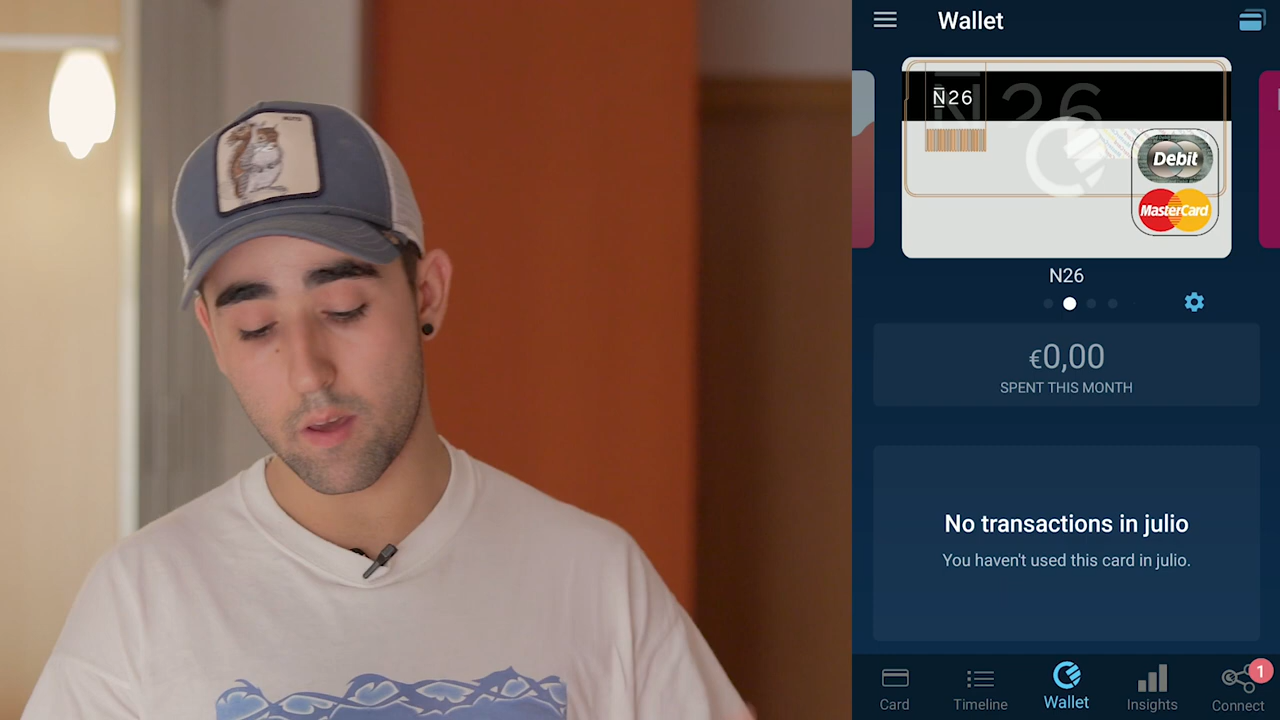 Wallet
N26
N26
Debit
MasterCard
N26
€0,00
SPENT THIS MONTH
No transactions in julio
You haven't used this card in julio.
Card
Timeline
Wallet
Insights
Connect
1